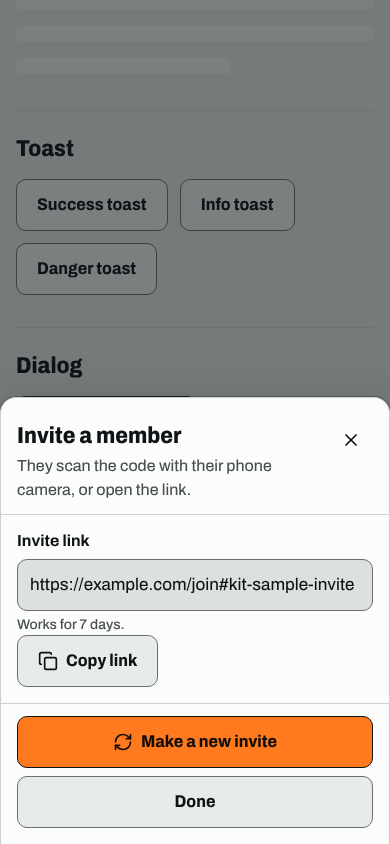 Toast
Success toast
Info toast
Danger toast
Dialog
Invite a member
They scan the code with their phone
camera, or open the link.
Invite link
https://example.com/join#kit-sample-invite
Works for 7 days.
Copy link
Make a new invite
Done